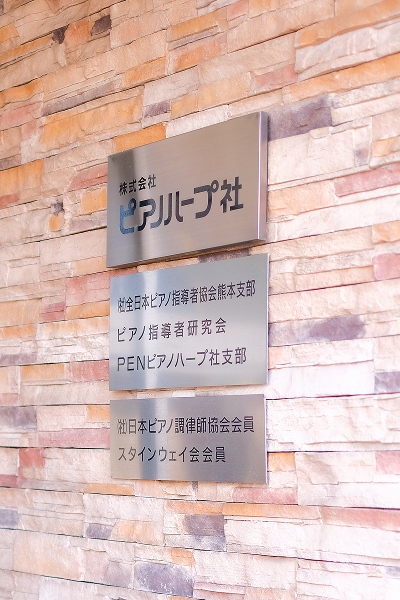 株式会社
ピアノハープ社
㈳全日本ピアノ指導者協会熊本支部
ピアノ指導者研究会
PENピアノハープ社支部
㈳日本ピアノ調律師協会会員
スタインウェイ会会員